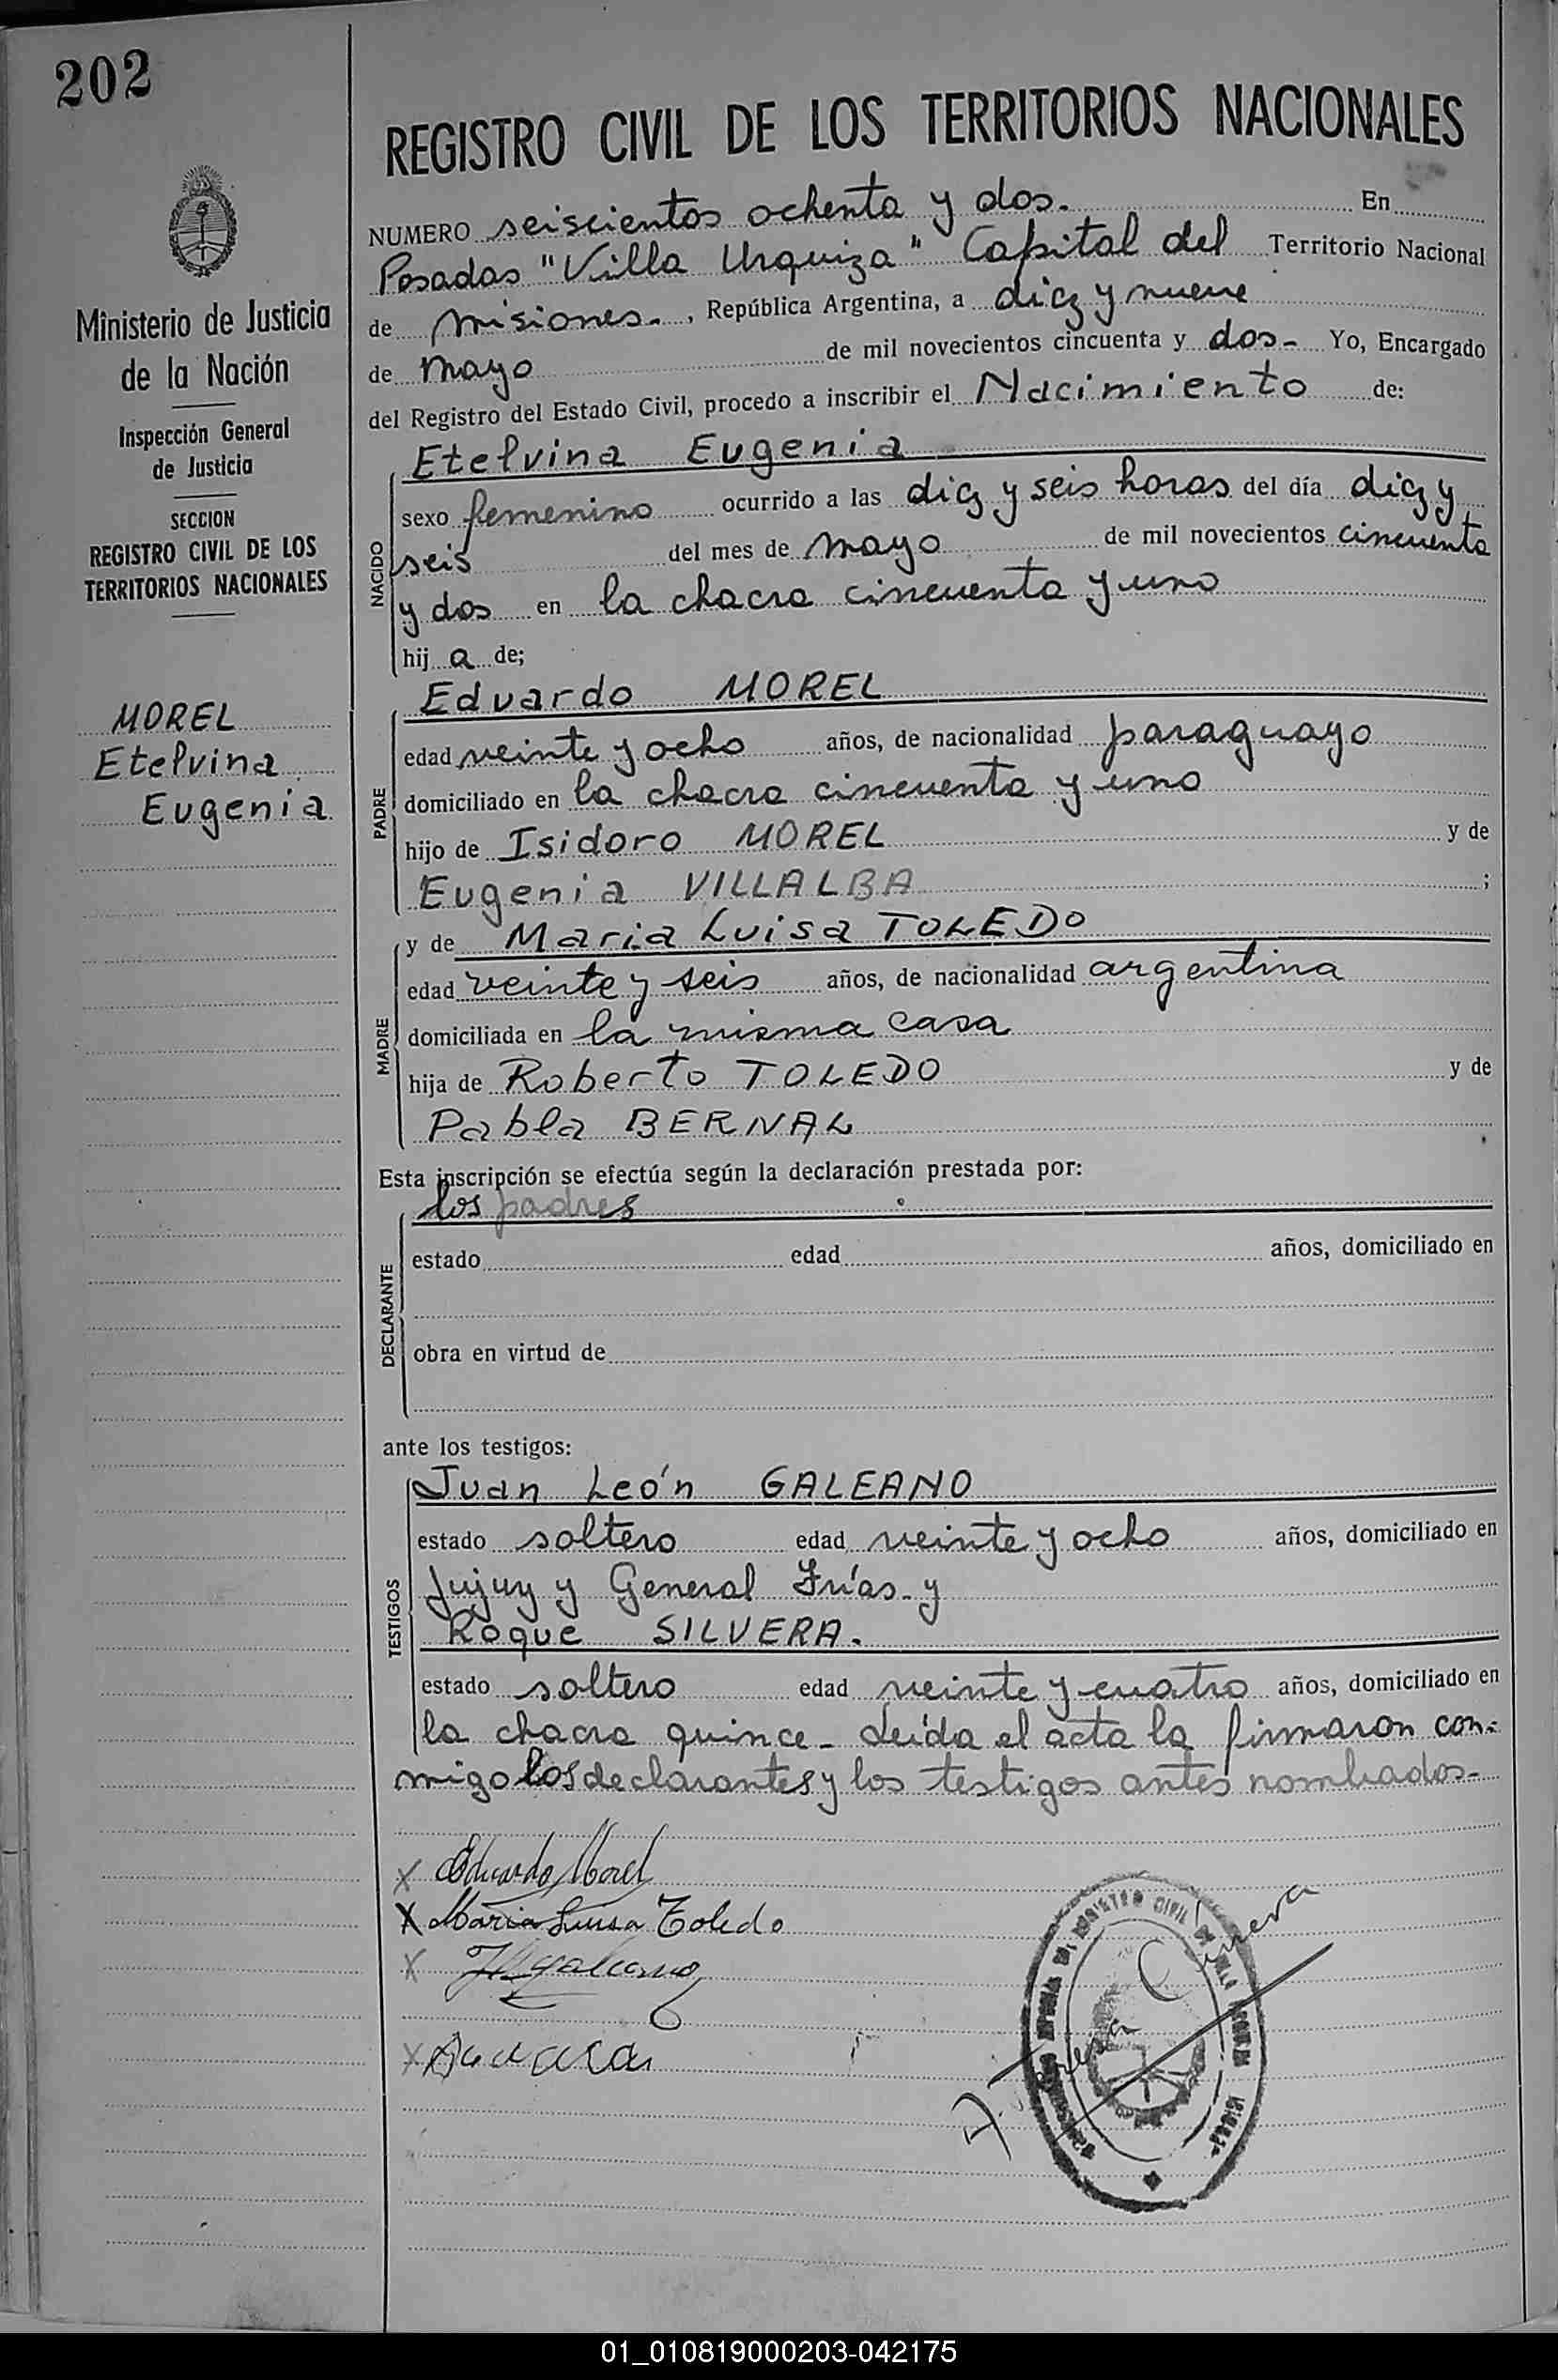 202
REGISTRO CIVIL DE LOS TERRITORIOS NACIONALES
Ministerio de Justicia
de la Nación
Inspección General
de Justicia
SECCION
REGISTRO CIVIL DE LOS
TERRITORIOS NACIONALES
MOREL
Etelvina
Eugenia
NUMERO seiscientos ochenta y dos. En
Posadas "Villa Urquiza" Capital del Territorio Nacional
de Misiones. , República Argentina, a diez y nueve
de mayo de mil novecientos cincuenta y dos - Yo, Encargado
del Registro del Estado Civil, procedo a inscribir el Nacimiento de:
NACIDO
Etelvina Eugenia
sexo femenino ocurrido a las diez y seis horas del día diez y
seis del mes de mayo de mil novecientos cincuenta
y dos en la chacra cincuenta y uno
hij a de;
PADRE
Eduardo MOREL
edad veinte y ocho años, de nacionalidad paraguayo
domiciliado en la chacra cincuenta y uno
hijo de Isidoro MOREL y de
Eugenia VILLALBA ;
MADRE
y de Maria Luisa TOLEDO
edad veinte y seis años, de nacionalidad argentina
domiciliada en la misma casa
hija de Roberto TOLEDO y de
Pabla BERNAL
Esta inscripción se efectúa según la declaración prestada por:
DECLARANTE
los padres
estado edad años, domiciliado en
obra en virtud de
ante los testigos:
TESTIGOS
Juan León GALEANO
estado soltero edad veinte y ocho años, domiciliado en
Jujuy y General Frías - y
Roque SILVERA.
estado soltero edad veinte y cuatro años, domiciliado en
la chacra quince - Leída el acta la firmaron con-
migo los declarantes y los testigos antes nombrados -
x Eduardo Morel
x Maria Luisa Toledo
x
x
REGISTRO CIVIL DE VILLA
01_010819000203-042175